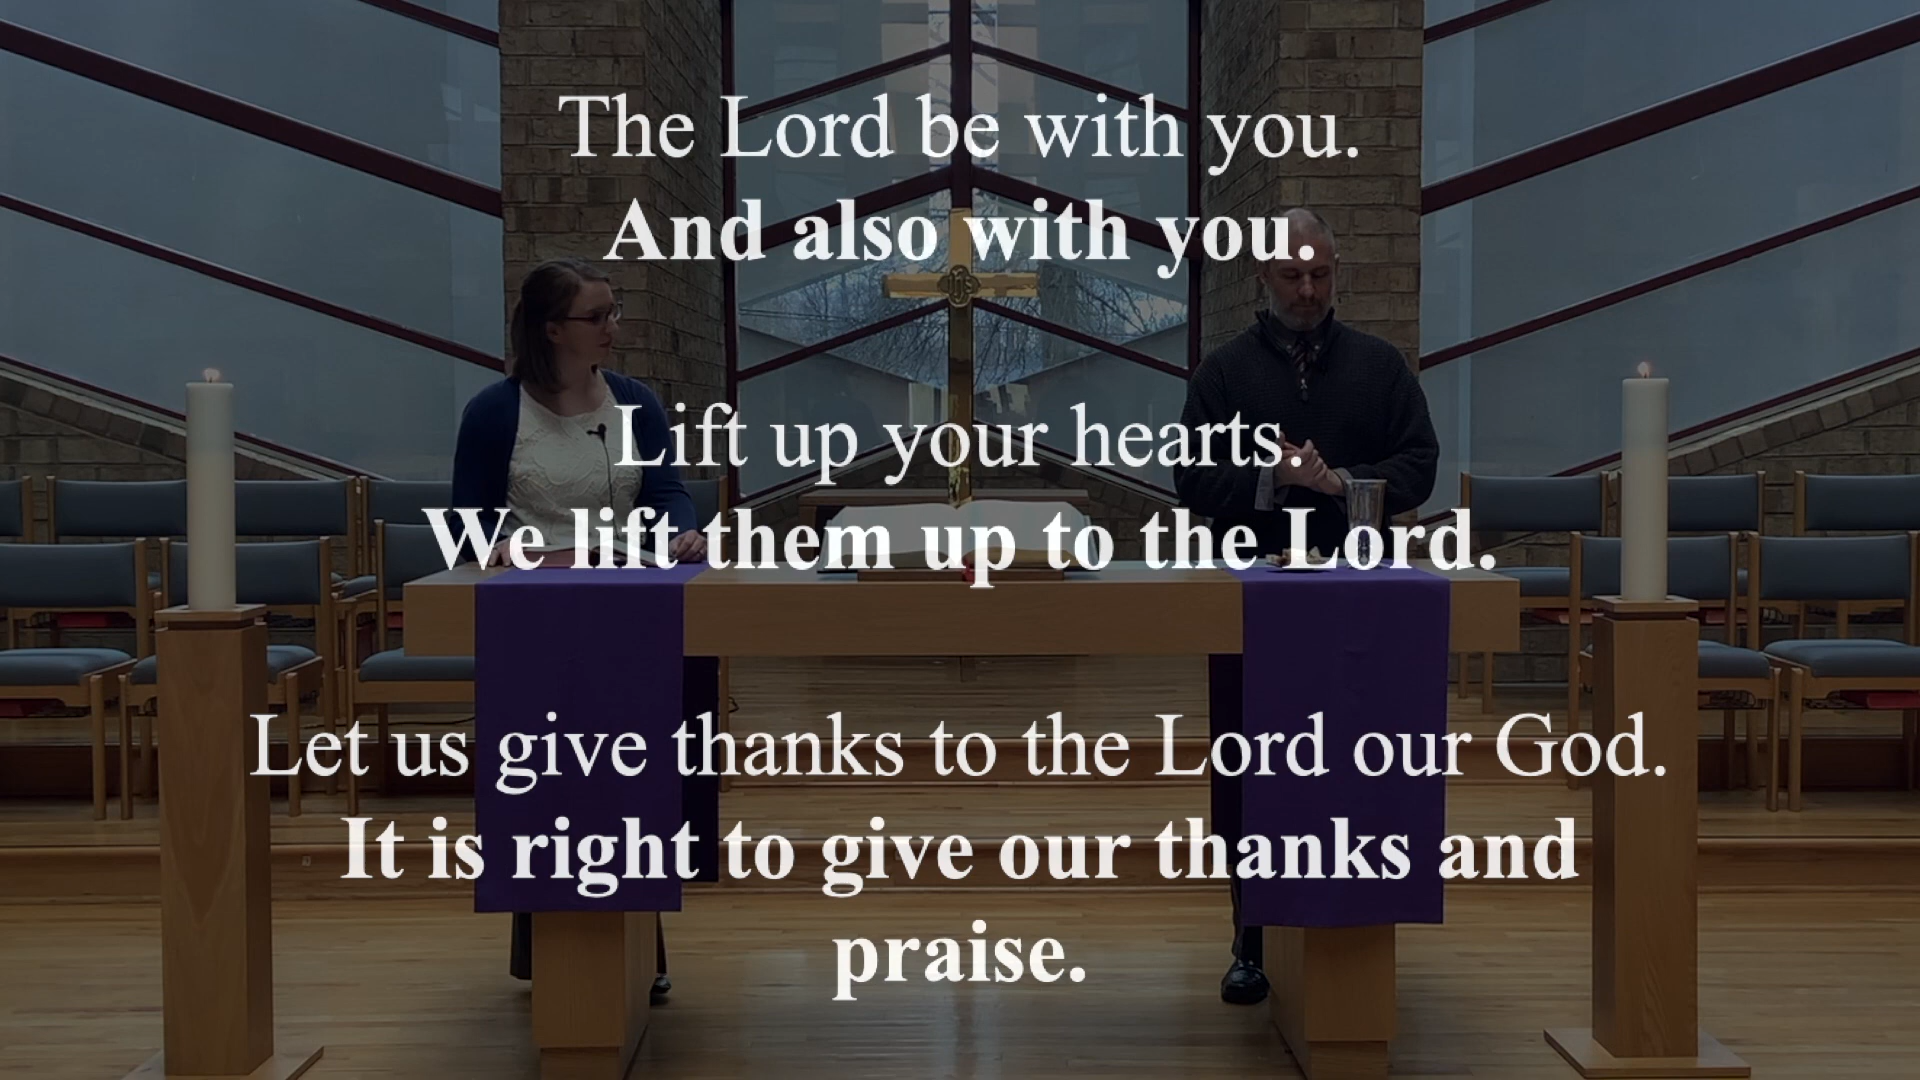 The Lord be with you.
And also with you.
Lift up your hearts.
We lift them up to the Lord.
Let us give thanks to the Lord our God.
It is right to give our thanks and
praise.